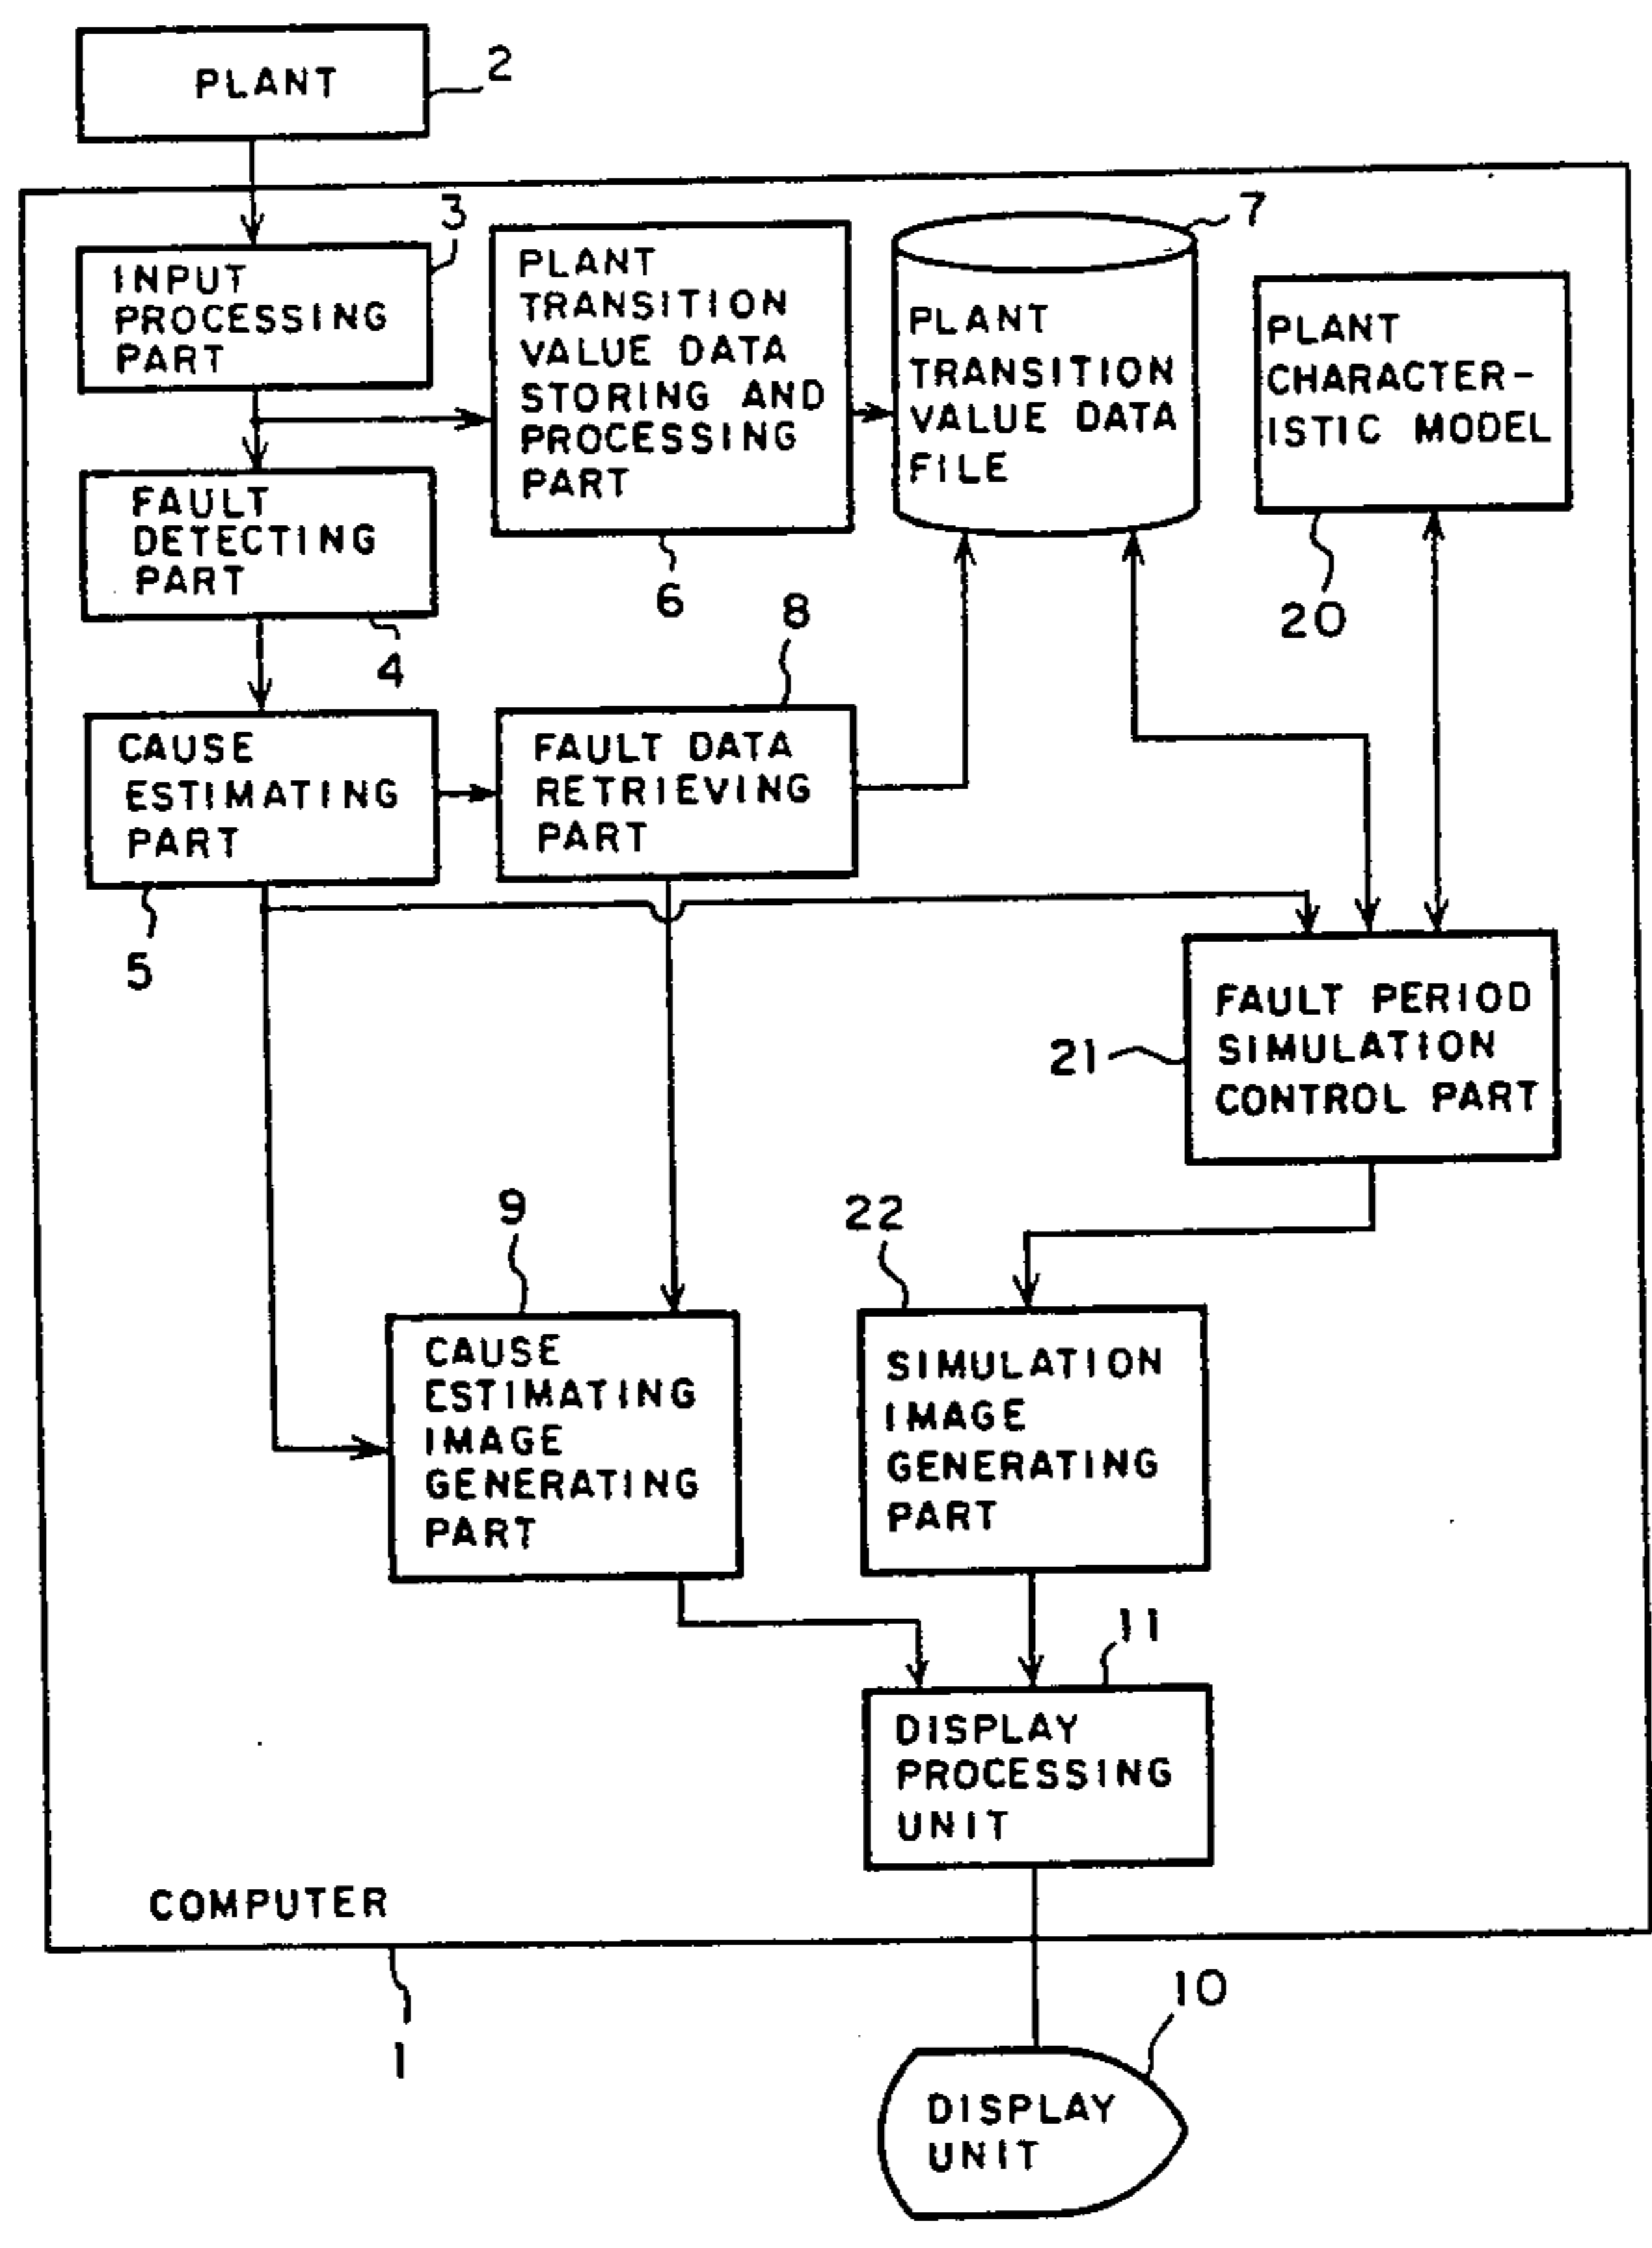 PLANT
2
3
INPUT
PROCESSING
PART
PLANT
TRANSITION
VALUE DATA
STORING AND
PROCESSING
PART
6
7
PLANT
TRANSITION
VALUE DATA
FILE
PLANT
CHARACTER-
ISTIC MODEL
20
FAULT
DETECTING
PART
4
8
CAUSE
ESTIMATING
PART
5
FAULT DATA
RETRIEVING
PART
21
FAULT PERIOD
SIMULATION
CONTROL PART
9
CAUSE
ESTIMATING
IMAGE
GENERATING
PART
22
SIMULATION
IMAGE
GENERATING
PART
11
DISPLAY
PROCESSING
UNIT
COMPUTER
1
10
DISPLAY
UNIT